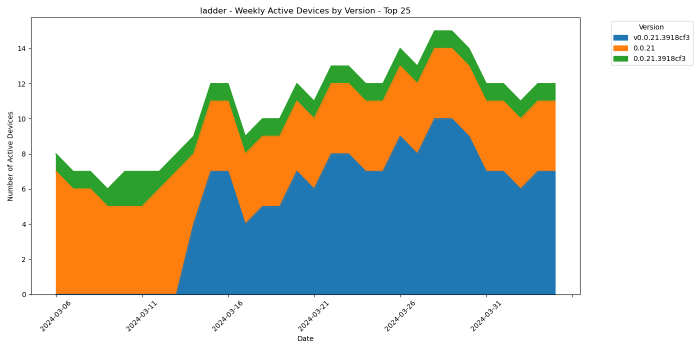 ladder - Weekly Active Devices by Version - Top 25
Version
v0.0.21.3918cf3
0.0.21
0.0.21.3918cf3
Number of Active Devices
14
12
10
8
6
4
2
0
2024-03-06
2024-03-11
2024-03-16
2024-03-21
2024-03-26
2024-03-31
Date